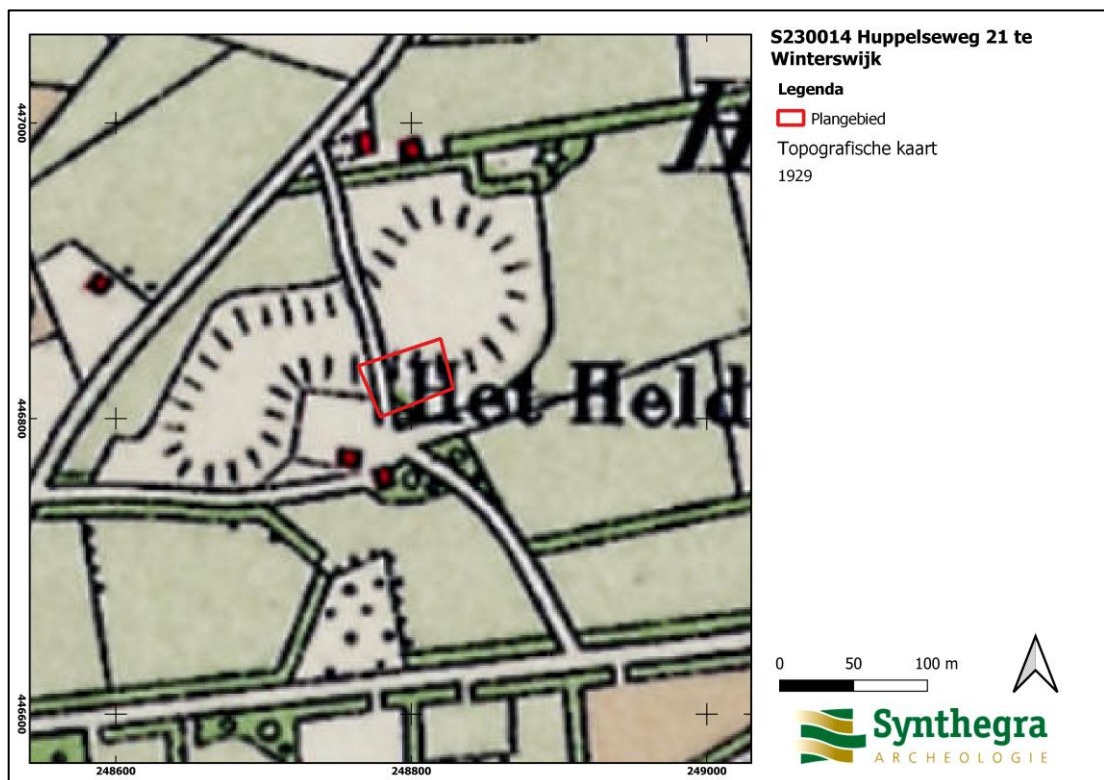 S230014 Huppelseweg 21 te
Winterswijk
Legenda
Plangebied
Topografische kaart
1929
447000
446800
446600
H
Het Held
248600
248800
249000
0 50 100 m
Synthegra
ARCHEOLOGIE